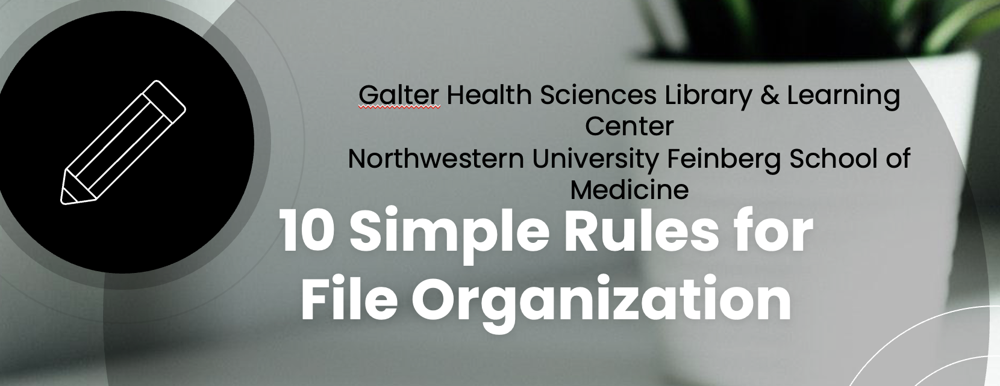 Galter Health Sciences Library & Learning
Center
Northwestern University Feinberg School of
Medicine
10 Simple Rules for
File Organization